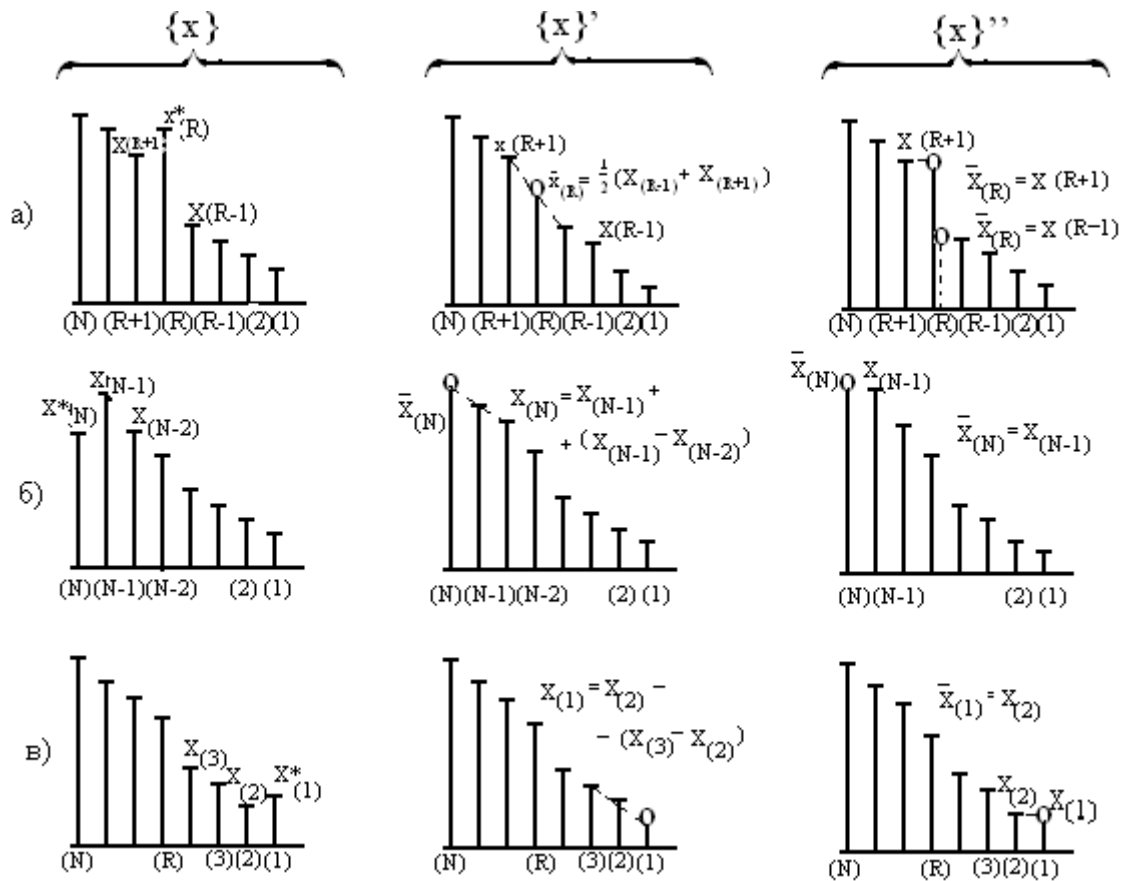 {x} {x}' {x}''
а)
X(R+1)
x*(R)
X(R-1)
(N) (R+1) (R) (R-1) (2) (1)
x (R+1)
x̄(R) = 1/2 (X(R-1) + X(R+1))
X(R-1)
(N) (R+1) (R) (R-1) (2) (1)
X (R+1)
X̄(R) = X (R+1)
X̄(R) = X (R-1)
(N) (R+1) (R) (R-1) (2) (1)
б)
X(N-1)
X*(N)
X(N-2)
(N) (N-1) (N-2) (2) (1)
X̄(N)
X(N) = X(N-1) +
+ (X(N-1) - X(N-2))
(N) (N-1) (N-2) (2) (1)
X̄(N)
X(N-1)
X̄(N) = X(N-1)
(N) (N-1) (2) (1)
в)
X(3)
X(2)
X*(1)
(N) (R) (3) (2) (1)
X(1) = X(2) -
- (X(3) - X(2))
(N) (R) (3) (2) (1)
X̄(1) = X(2)
X(2)
X(1)
(N) (R) (3) (2) (1)